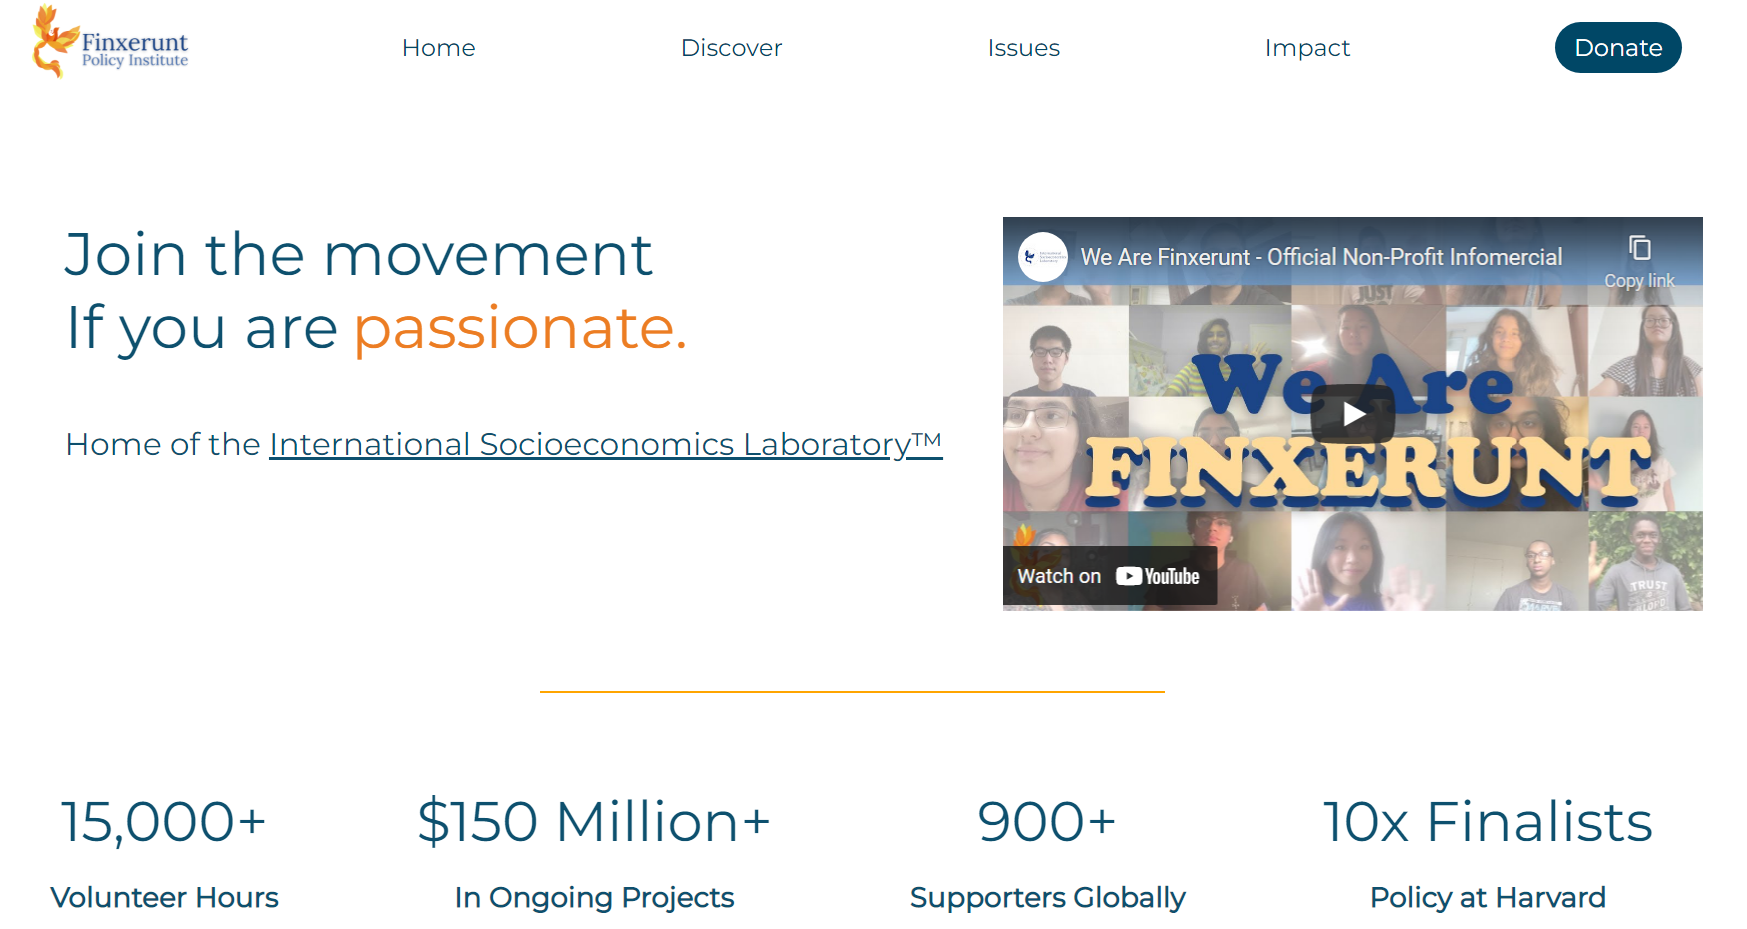 Finxerunt
Policy Institute
Home
Discover
Issues
Impact
Donate
Join the movement
If you are passionate.
Home of the International Socioeconomics Laboratory™
We Are Finxerunt - Official Non-Profit Infomercial
Copy link
JUST
We Are
FINXERUNT
TRUST
Watch on YouTube
15,000+
Volunteer Hours
$150 Million+
In Ongoing Projects
900+
Supporters Globally
10x Finalists
Policy at Harvard